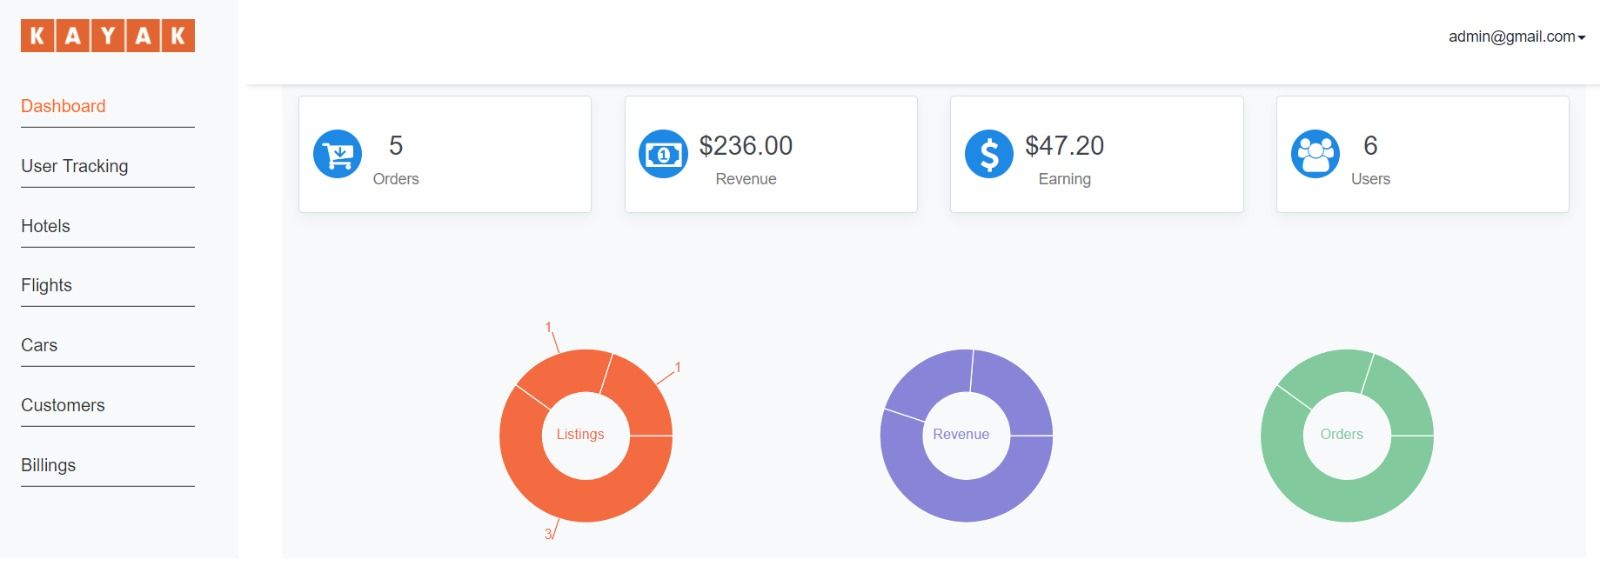 KAYAK
admin@gmail.com
Dashboard
User Tracking
Hotels
Flights
Cars
Customers
Billings
5
Orders
$236.00
Revenue
$47.20
Earning
6
Users
1
1
Listings
3
Revenue
Orders